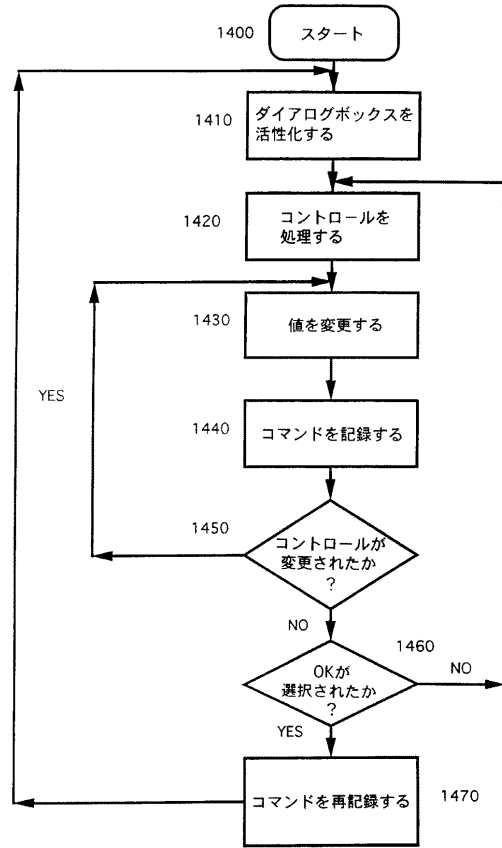 1400
スタート
1410
ダイアログボックスを
活性化する
1420
コントロールを
処理する
1430
値を変更する
YES
1440
コマンドを記録する
1450
コントロールが
変更されたか
?
NO
1460
OKが
選択されたか
?
NO
YES
コマンドを再記録する
1470